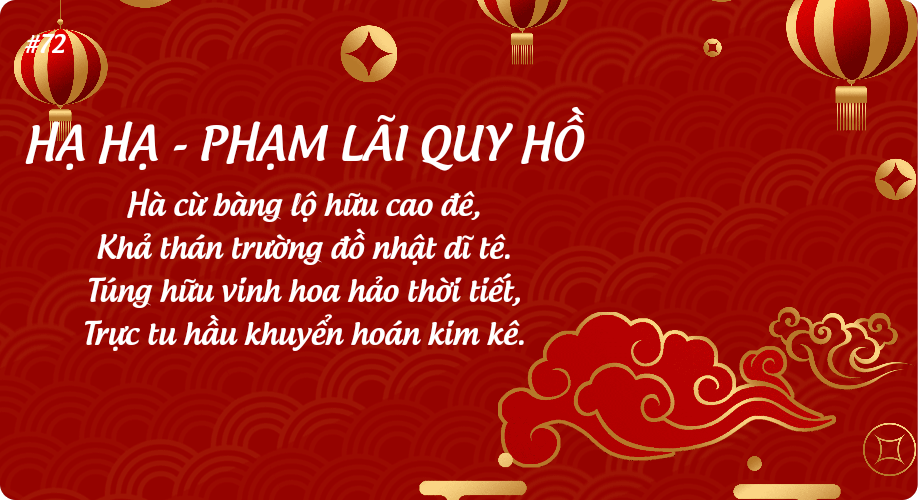 #72
HẠ HẠ - PHẠM LÃI QUY HỒ
Hà cừ bàng lộ hữu cao đê,
Khả thán trường đồ nhật dĩ tê.
Túng hữu vinh hoa hảo thời tiết,
Trực tu hầu khuyển hoán kim kê.